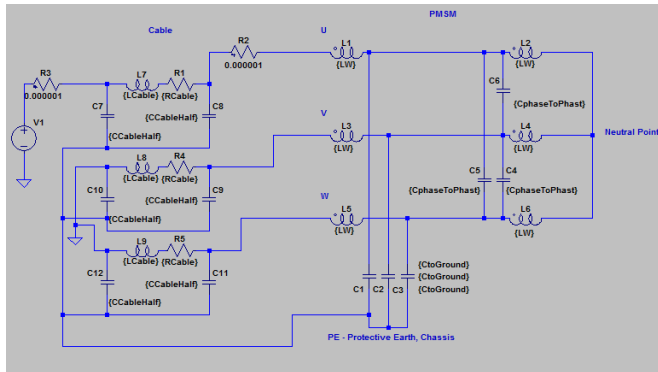 PMSM
Cable
U
R2
0.000001
L1
{LW}
L2
{LW}
R3
0.000001
L7
{LCable}
R1
{RCable}
C6
{CphaseToPhast}
C7
{CCableHalf}
C8
{CCableHalf}
V1
V
L3
{LW}
L4
{LW}
Neutral Point
L8
{LCable}
R4
{RCable}
C5
{CphaseToPhast}
C4
{CphaseToPhast}
C10
{CCableHalf}
C9
{CCableHalf}
W
L5
{LW}
L6
{LW}
L9
{LCable}
R5
{RCable}
C12
{CCableHalf}
C11
{CCableHalf}
C1
C2
C3
{CtoGround}
{CtoGround}
{CtoGround}
PE - Protective Earth, Chassis